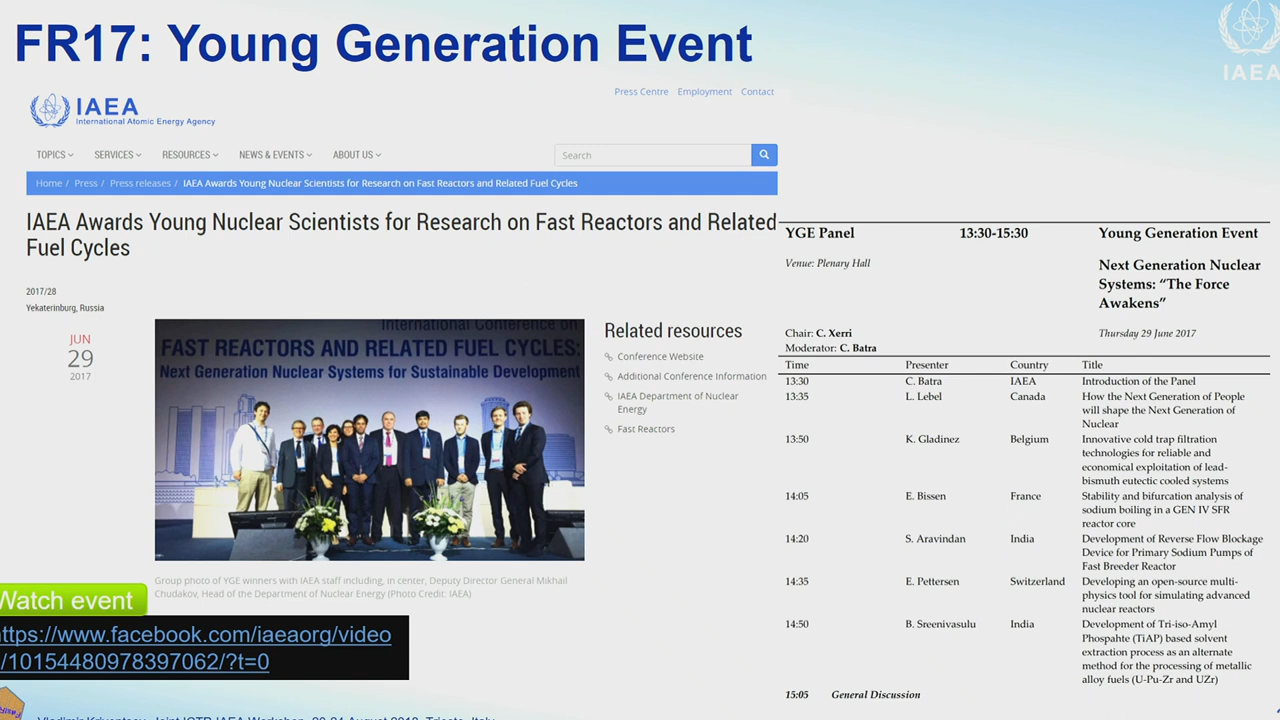 FR17: Young Generation Event
IAEA
Press Centre Employment Contact
IAEA
International Atomic Energy Agency
TOPICS SERVICES RESOURCES NEWS & EVENTS ABOUT US
Search
Home / Press / Press releases / IAEA Awards Young Nuclear Scientists for Research on Fast Reactors and Related Fuel Cycles
IAEA Awards Young Nuclear Scientists for Research on Fast Reactors and Related
Fuel Cycles
2017/28
Yekaterinburg, Russia
JUN
29
2017
International Conference on
FAST REACTORS AND RELATED FUEL CYCLES:
Next Generation Nuclear Systems for Sustainable Development
Related resources
Conference Website
Additional Conference Information
IAEA Department of Nuclear
Energy
Fast Reactors
Group photo of YGE winners with IAEA staff including, in center, Deputy Director General Mikhail
Chudakov, Head of the Department of Nuclear Energy (Photo Credit: IAEA)
Watch event
https://www.facebook.com/iaeaorg/video
/10154480978397062/?t=0
YGE Panel 13:30-15:30 Young Generation Event
Venue: Plenary Hall
Next Generation Nuclear
Systems: “The Force
Awakens”
Chair: C. Xerri Thursday 29 June 2017
Moderator: C. Batra
Time Presenter Country Title
13:30 C. Batra IAEA Introduction of the Panel
13:35 L. Lebel Canada How the Next Generation of People
will shape the Next Generation of
Nuclear
13:50 K. Gladinez Belgium Innovative cold trap filtration
technologies for reliable and
economical exploitation of lead-
bismuth eutectic cooled systems
14:05 E. Bissen France Stability and bifurcation analysis of
sodium boiling in a GEN IV SFR
reactor core
14:20 S. Aravindan India Development of Reverse Flow Blockage
Device for Primary Sodium Pumps of
Fast Breeder Reactor
14:35 E. Pettersen Switzerland Developing an open-source multi-
physics tool for simulating advanced
nuclear reactors
14:50 B. Sreenivasulu India Development of Tri-iso-Amyl
Phospahte (TiAP) based solvent
extraction process as an alternate
method for the processing of metallic
alloy fuels (U-Pu-Zr and UZr)
15:05 General Discussion